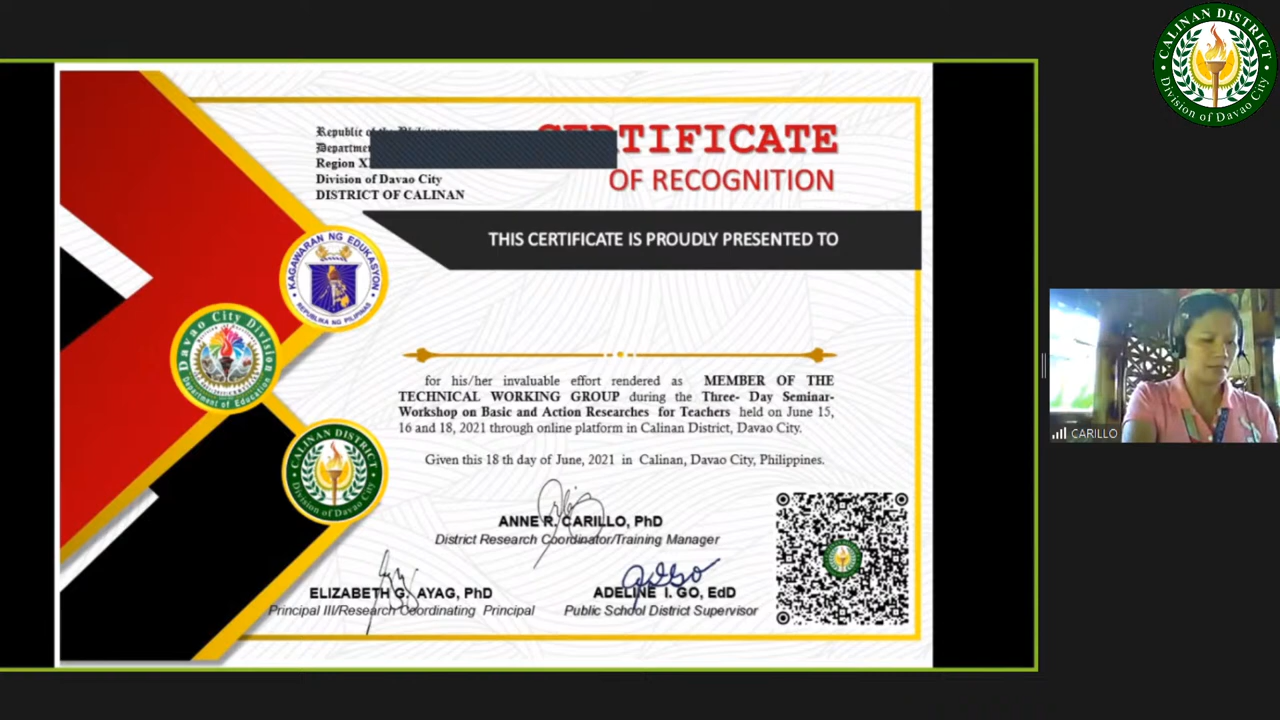 CALINAN DISTRICT
Division of Davao City
Republic of the Philippines
Region XI
Division of Davao City
DISTRICT OF CALINAN
CERTIFICATE
OF RECOGNITION
THIS CERTIFICATE IS PROUDLY PRESENTED TO
KAGAWARAN NG EDUKASYON
REPUBLIKA NG PILIPINAS
Davao City Division
Department of Education
CALINAN DISTRICT
Division of Davao City
for his/her invaluable effort rendered as MEMBER OF THE
TECHNICAL WORKING GROUP during the Three- Day Seminar-
Workshop on Basic and Action Researches for Teachers held on June 15,
16 and 18, 2021 through online platform in Calinan District, Davao City.
Given this 18 th day of June, 2021 in Calinan, Davao City, Philippines.
ANNE R. CARILLO, PhD
District Research Coordinator/Training Manager
ELIZABETH G. AYAG, PhD
Principal III/Research Coordinating Principal
ADELINE I. GO, EdD
Public School District Supervisor
CARILLO